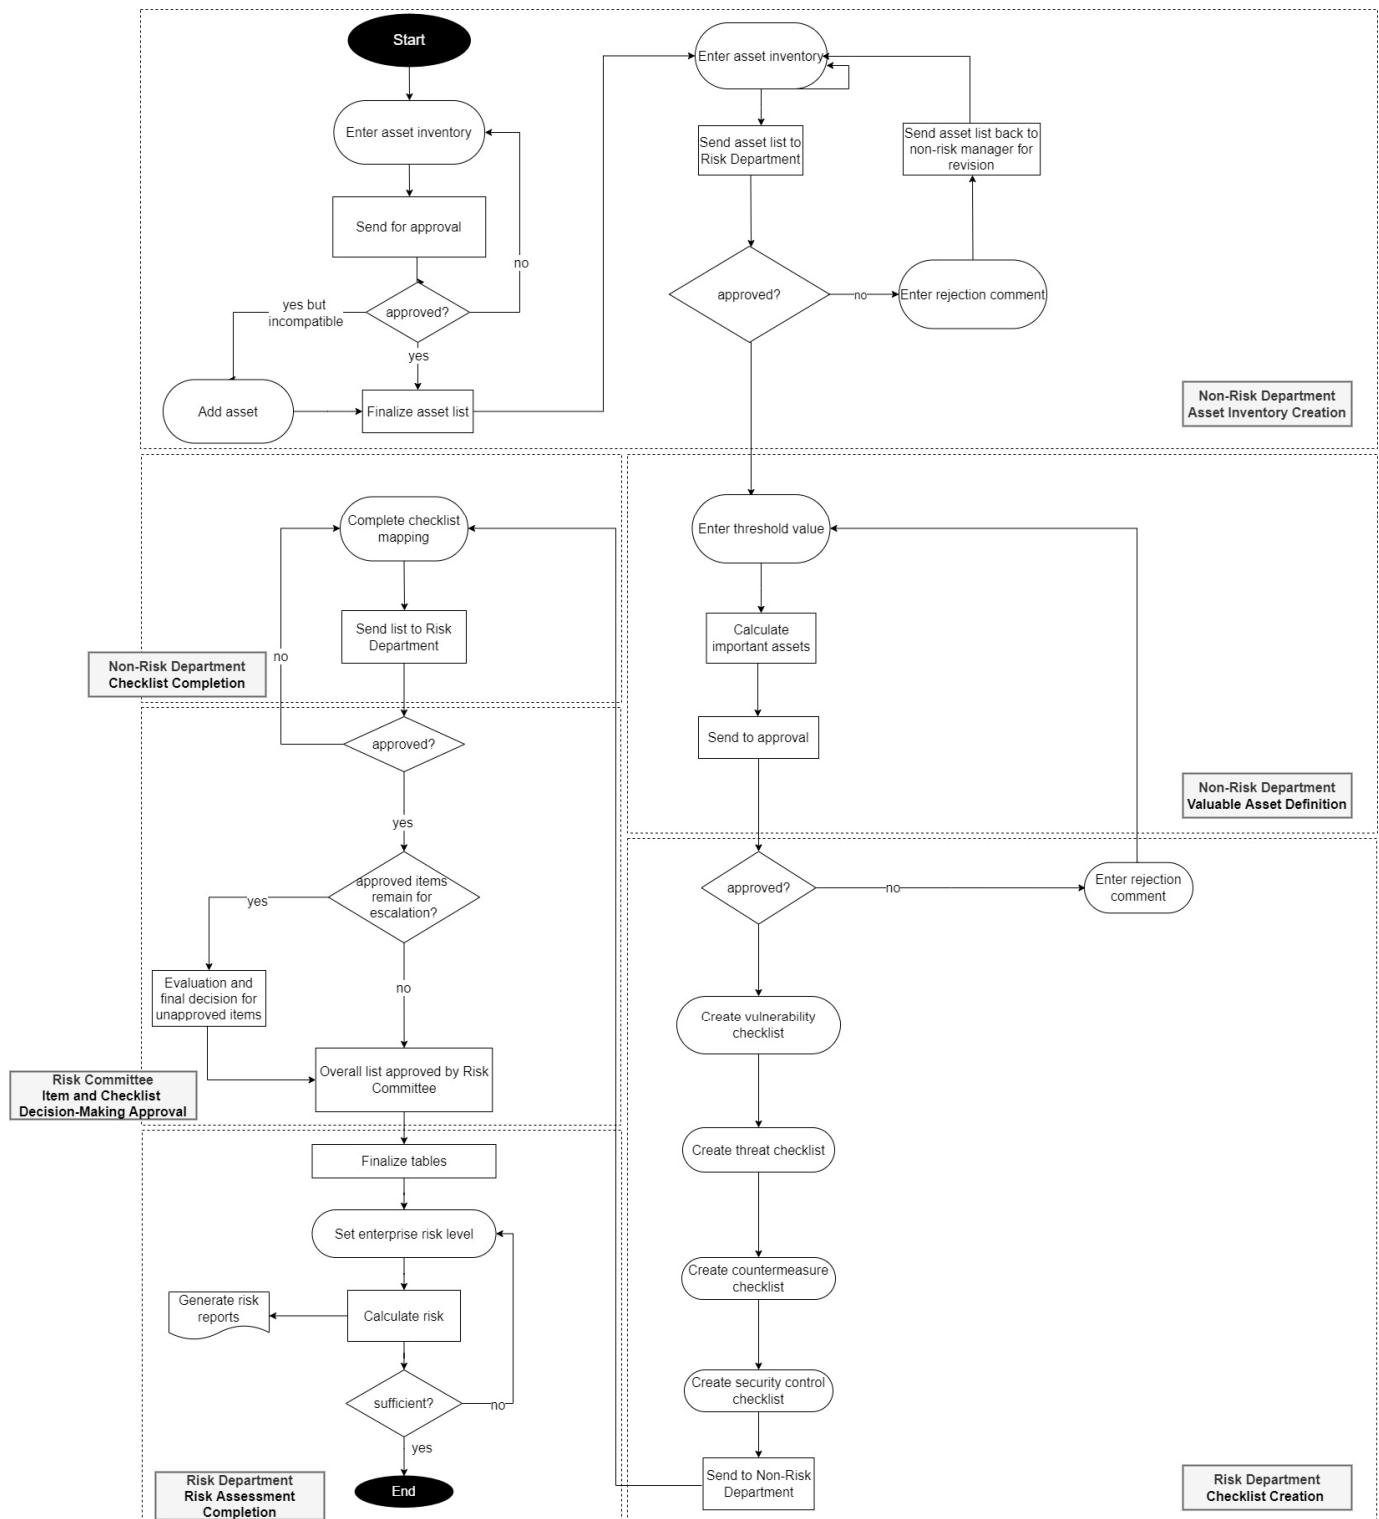 Start
Enter asset inventory
Send for approval
no
yes but
incompatible
approved?
yes
Add asset
Finalize asset list
Enter asset inventory
Send asset list to
Risk Department
Send asset list back to
non-risk manager for
revision
approved?
no
Enter rejection comment
Non-Risk Department
Asset Inventory Creation
Complete checklist
mapping
Send list to Risk
Department
no
Non-Risk Department
Checklist Completion
Enter threshold value
Calculate
important assets
Send to approval
Non-Risk Department
Valuable Asset Definition
approved?
yes
approved items
remain for
escalation?
yes
no
Evaluation and
final decision for
unapproved items
Overall list approved by Risk
Committee
Risk Committee
Item and Checklist
Decision-Making Approval
approved?
no
Enter rejection
comment
Create vulnerability
checklist
Create threat checklist
Create countermeasure
checklist
Create security control
checklist
Send to Non-Risk
Department
Risk Department
Checklist Creation
Finalize tables
Set enterprise risk level
Generate risk
reports
Calculate risk
sufficient?
no
yes
End
Risk Department
Risk Assessment
Completion